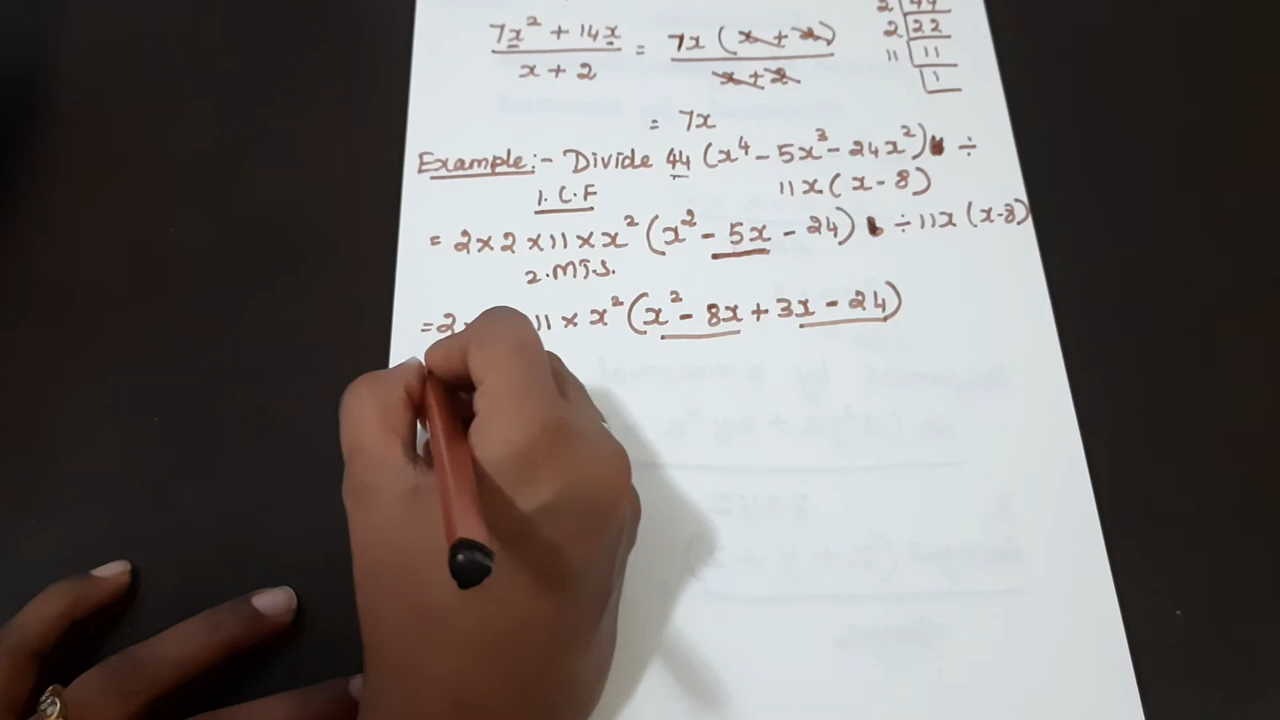 7x² + 14x / x + 2 = 7x (x + 2) / x + 2
= 7x
2 | 44
2 | 22
11 | 11
1
Example:- Divide 44 (x⁴ - 5x³ - 24x²) ÷
11x (x - 8)
1. C.F
= 2 × 2 × 11 × x² (x² - 5x - 24) ÷ 11x (x-8)
2. M.T.S.
= 2 × 11 × x² (x² - 8x + 3x - 24)